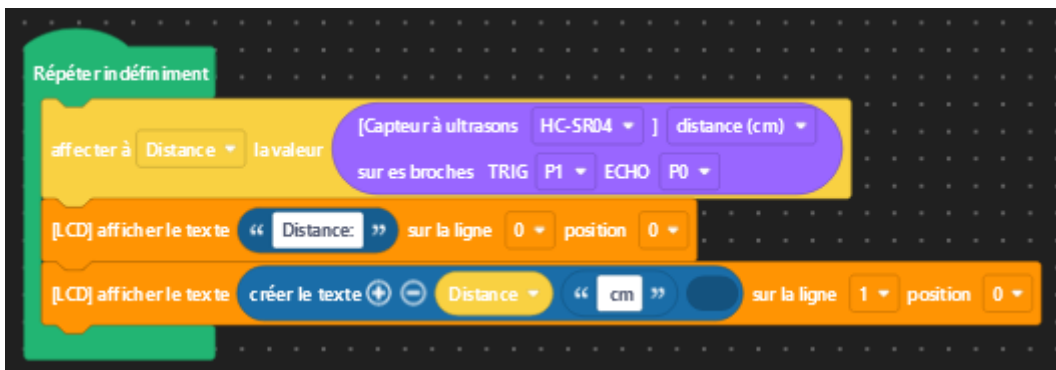 Répéter indéfiniment
[Capteur à ultrasons HC-SR04 ] distance (cm)
affecter à Distance la valeur
sur es broches TRIG P1 ECHO P0
[LCD] afficher le texte “ Distance: ” sur la ligne 0 position 0
[LCD] afficher le texte créer le texte + - Distance “ cm ” sur la ligne 1 position 0